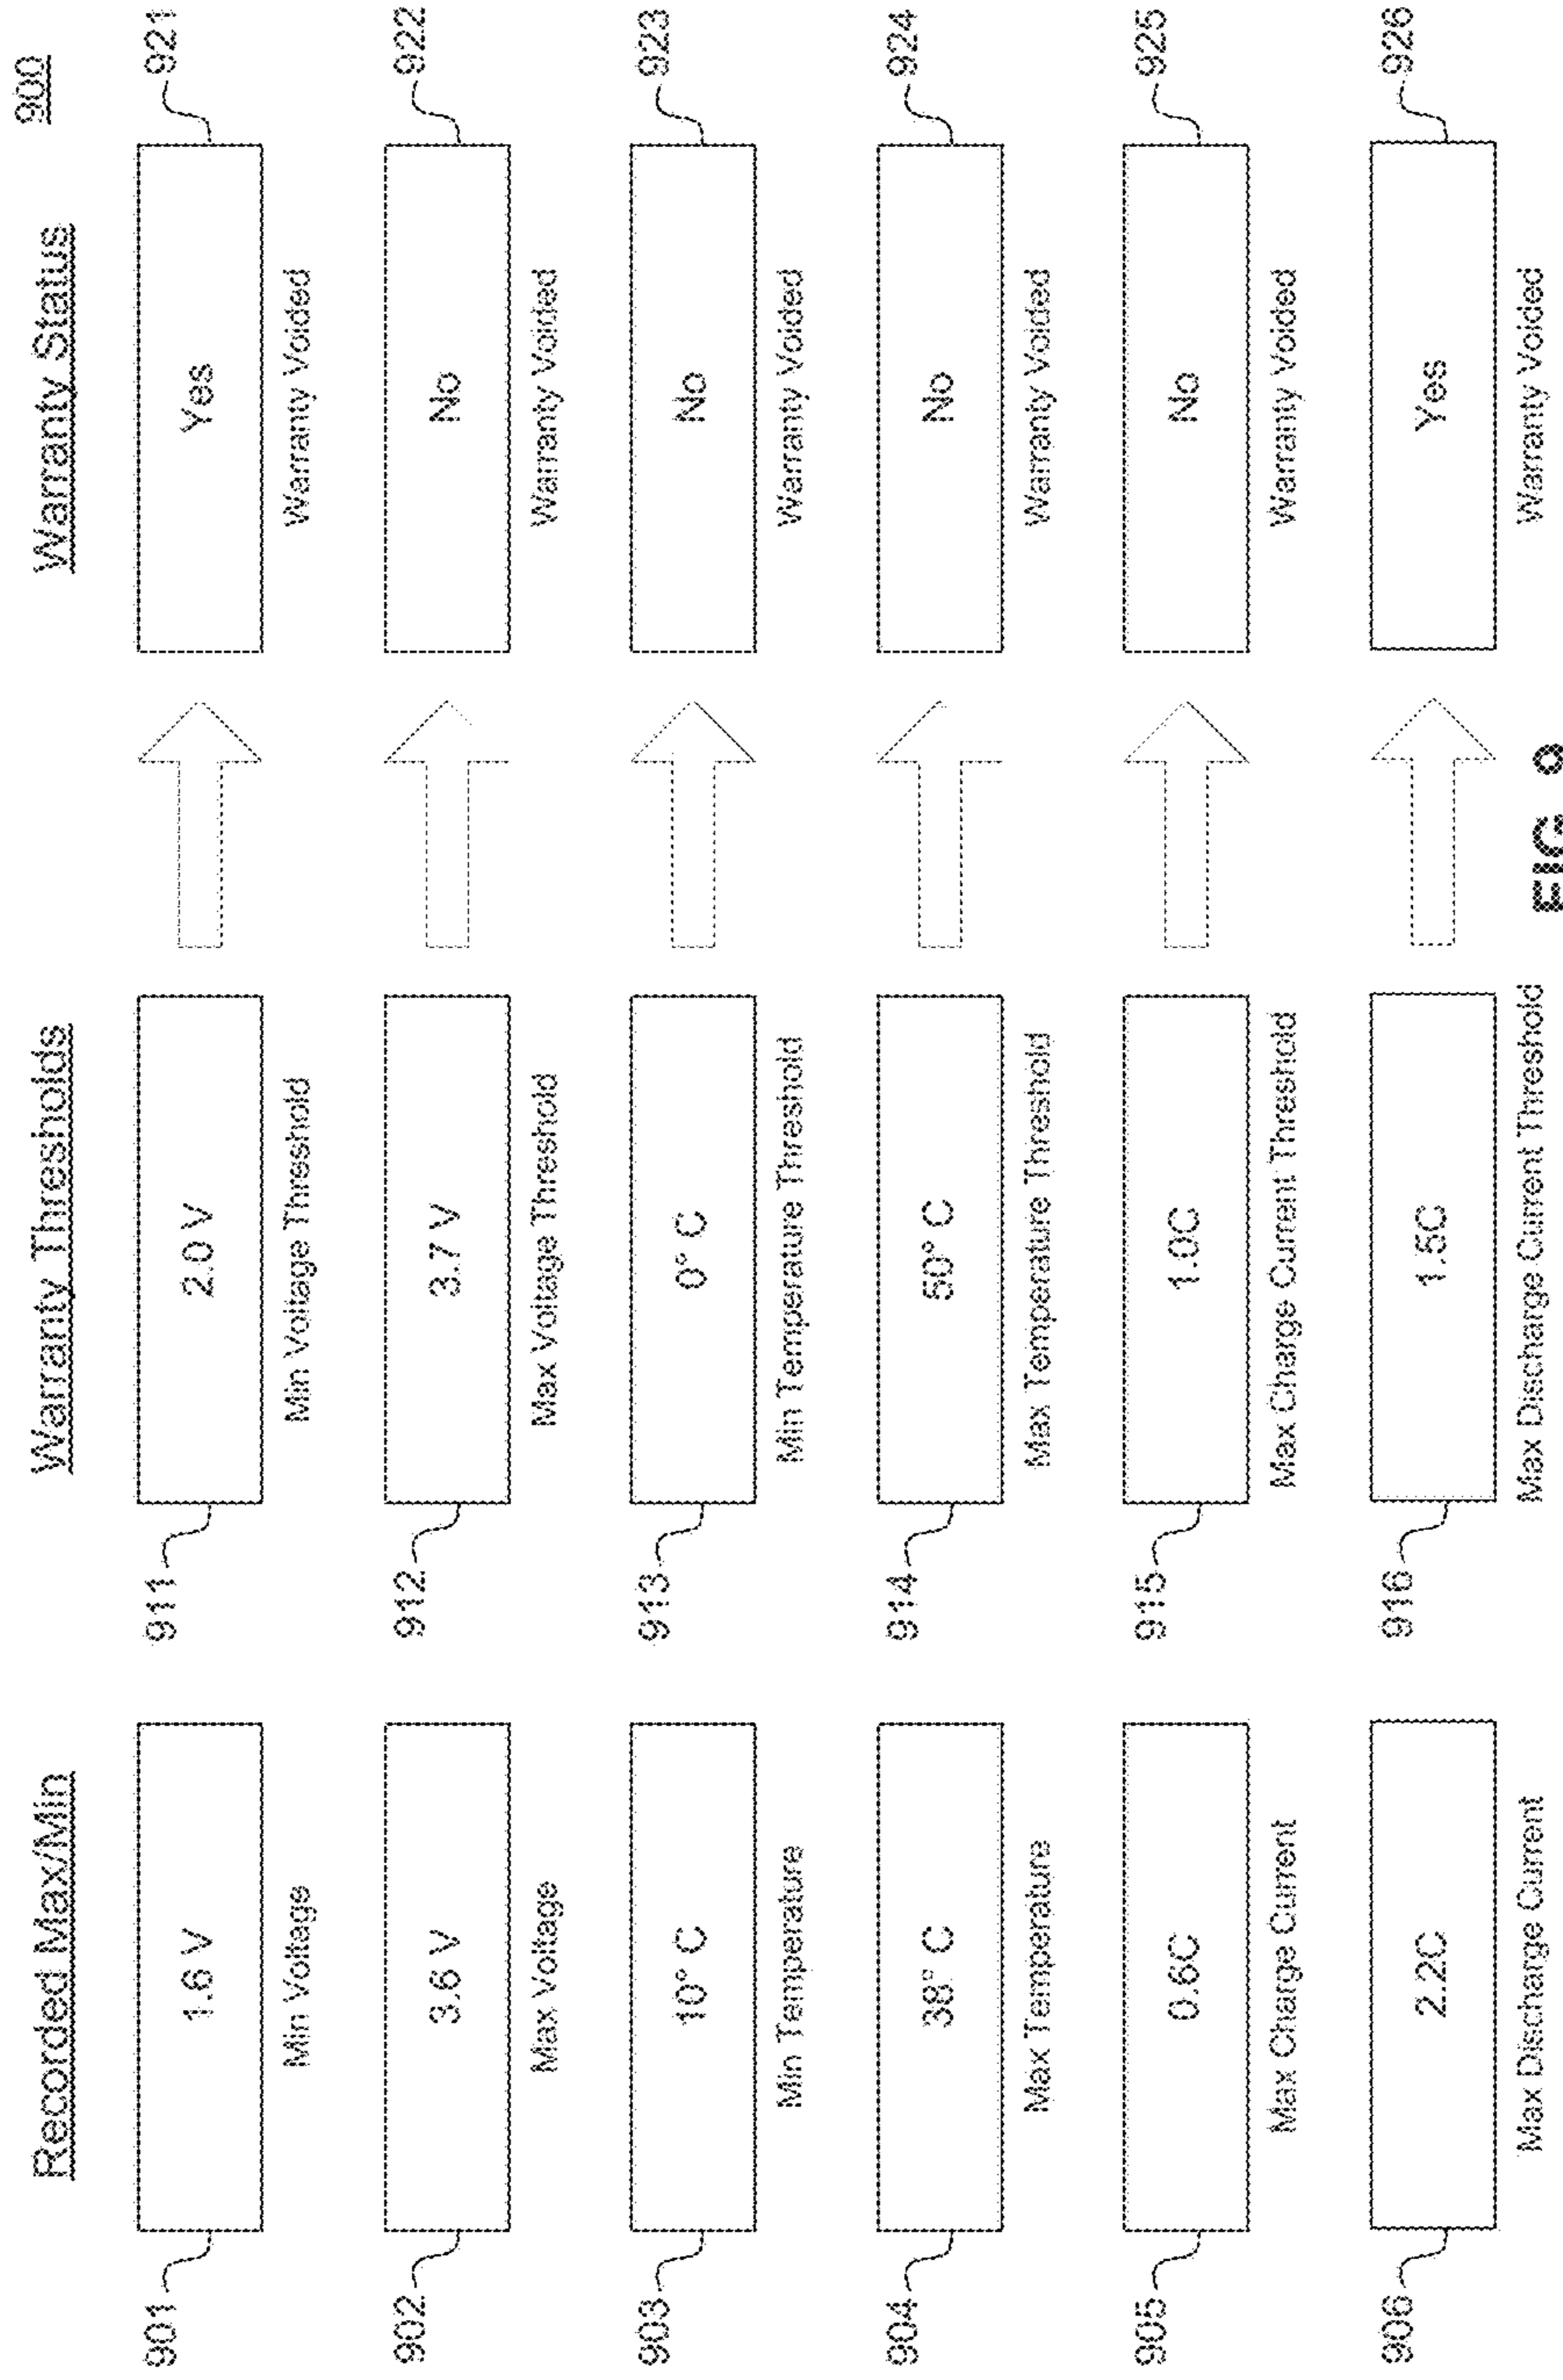 900
Recorded Max/Min Warranty Thresholds Warranty Status
901 1.6 V 911 2.0 V Yes 921
Min Voltage Min Voltage Threshold Warranty Voided
902 3.6 V 912 3.7 V No 922
Max Voltage Max Voltage Threshold Warranty Voided
903 10° C 913 0° C No 923
Min Temperature Min Temperature Threshold Warranty Voided
904 38° C 914 50° C No 924
Max Temperature Max Temperature Threshold Warranty Voided
905 0.6C 915 1.0C No 925
Max Charge Current Max Charge Current Threshold Warranty Voided
906 2.2C 916 1.5C Yes 926
Max Discharge Current Max Discharge Current Threshold Warranty Voided
FIG. 9